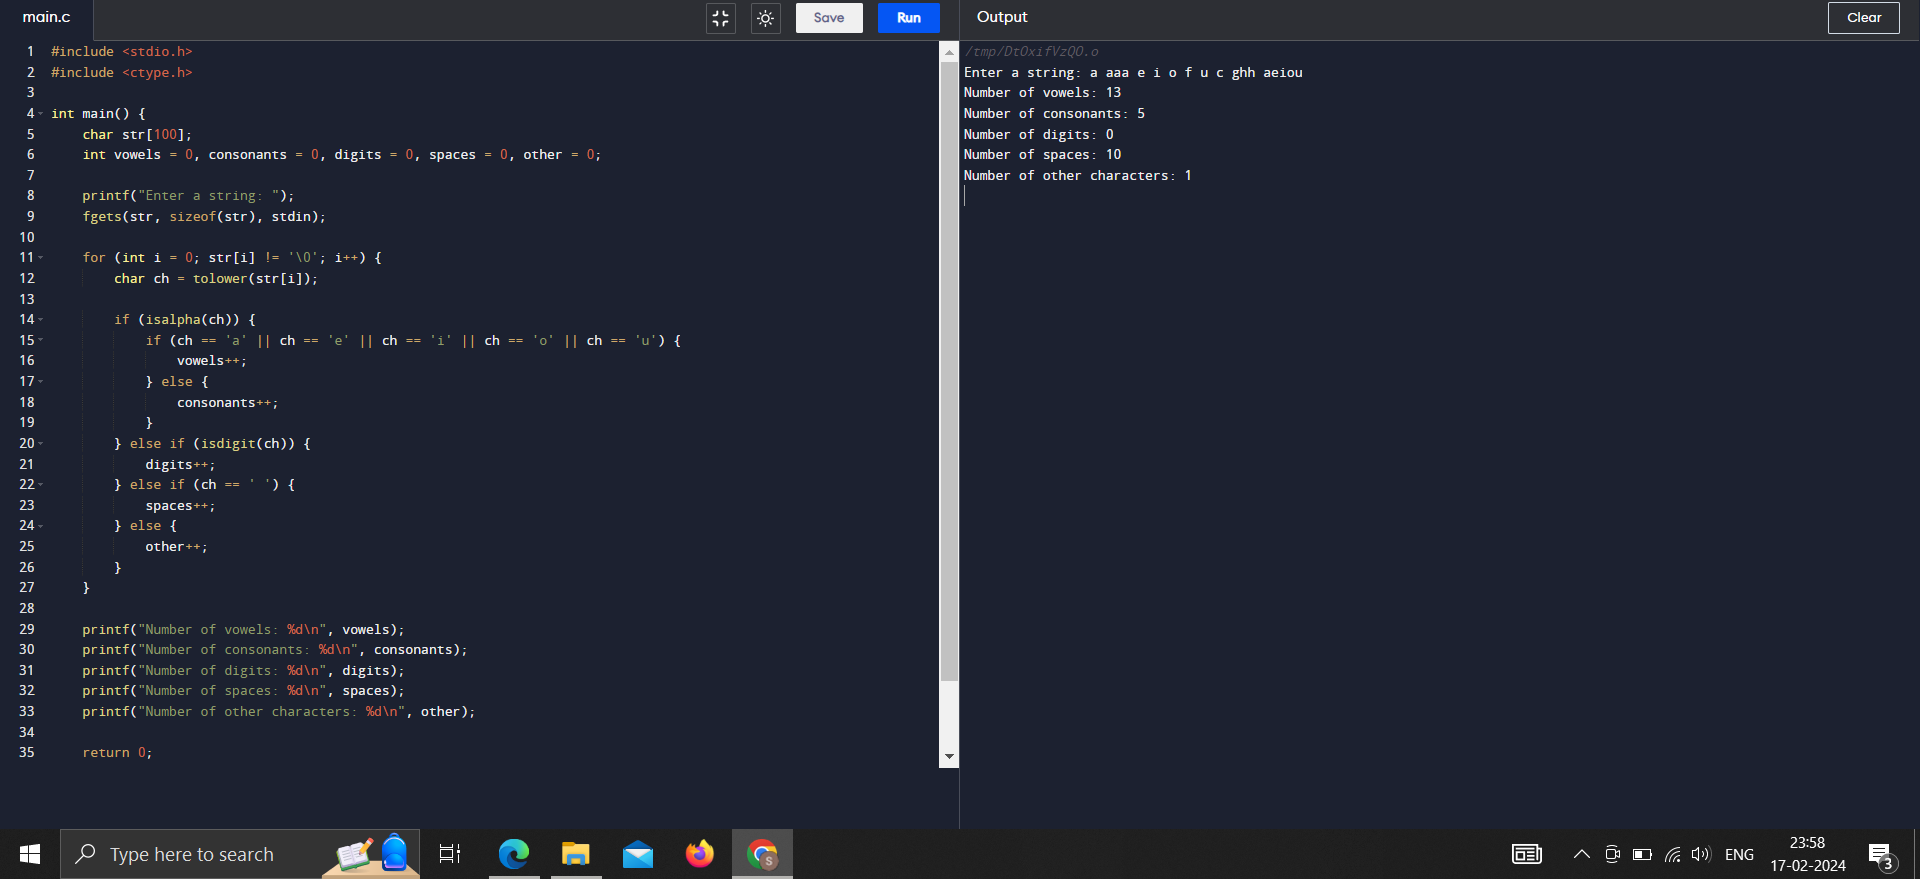 main.c
Save
Run
Output
Clear
1 #include <stdio.h>
2 #include <ctype.h>
3
4 int main() {
5 char str[100];
6 int vowels = 0, consonants = 0, digits = 0, spaces = 0, other = 0;
7
8 printf("Enter a string: ");
9 fgets(str, sizeof(str), stdin);
10
11 for (int i = 0; str[i] != '\0'; i++) {
12 char ch = tolower(str[i]);
13
14 if (isalpha(ch)) {
15 if (ch == 'a' || ch == 'e' || ch == 'i' || ch == 'o' || ch == 'u') {
16 vowels++;
17 } else {
18 consonants++;
19 }
20 } else if (isdigit(ch)) {
21 digits++;
22 } else if (ch == ' ') {
23 spaces++;
24 } else {
25 other++;
26 }
27 }
28
29 printf("Number of vowels: %d\n", vowels);
30 printf("Number of consonants: %d\n", consonants);
31 printf("Number of digits: %d\n", digits);
32 printf("Number of spaces: %d\n", spaces);
33 printf("Number of other characters: %d\n", other);
34
35 return 0;
/tmp/DtOxifVzQO.o
Enter a string: a aaa e i o f u c ghh aeiou
Number of vowels: 13
Number of consonants: 5
Number of digits: 0
Number of spaces: 10
Number of other characters: 1
Type here to search
S
ENG
23:58
17-02-2024
3